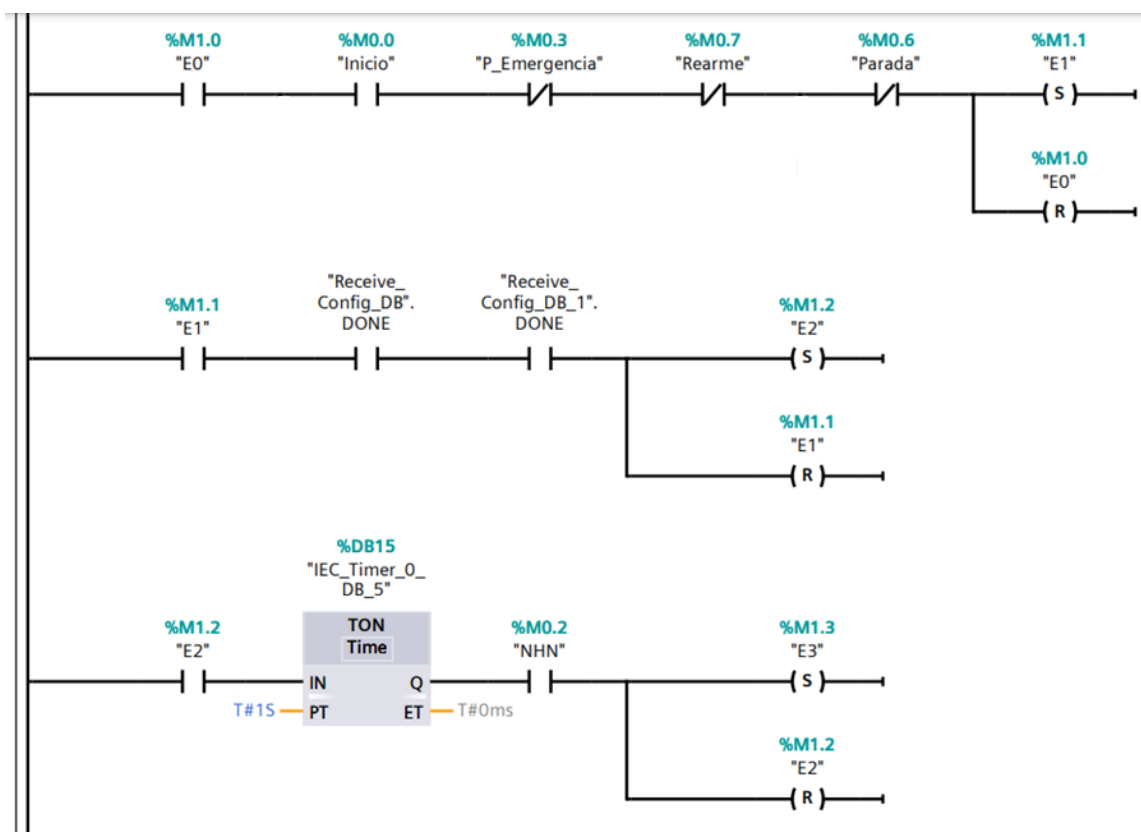 %M1.0 %M0.0 %M0.3 %M0.7 %M0.6 %M1.1
"E0" "Inicio" "P_Emergencia" "Rearme" "Parada" "E1"
S
%M1.0
"E0"
R
"Receive_ "Receive_
%M1.1 Config_DB". Config_DB_1". %M1.2
"E1" DONE DONE "E2"
S
%M1.1
"E1"
R
%DB15
"IEC_Timer_0_
DB_5"
%M1.2 TON %M0.2 %M1.3
"E2" Time "NHN" "E3"
IN Q S
T#1S PT ET T#0ms
%M1.2
"E2"
R